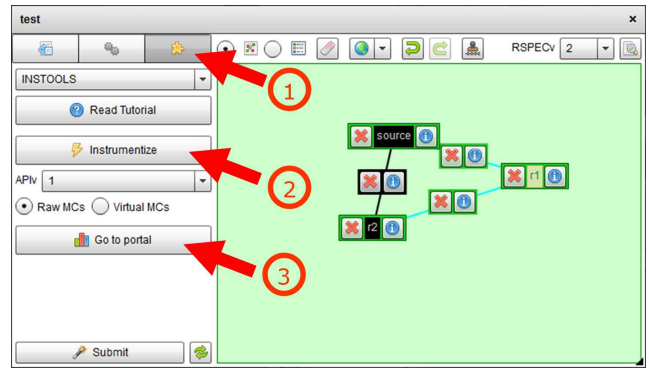 test
×
RSPECv 2
INSTOOLS
1
Read Tutorial
source
Instrumentize
r1
APIv 1
2
Raw MCs Virtual MCs
r2
Go to portal
3
Submit